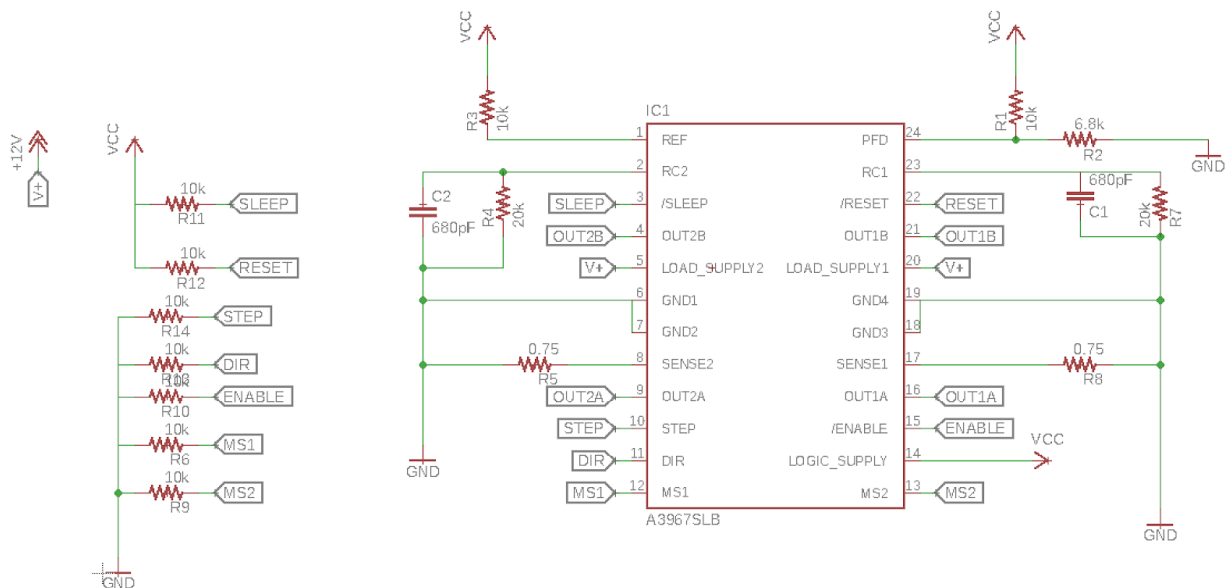 +12V
V+
VCC
10k
R11
SLEEP
10k
R12
RESET
10k
R14
STEP
10k
R13
DIR
10k
R10
ENABLE
10k
R6
MS1
10k
R9
MS2
GND
VCC
R3
10k
C2
680pF
R4
20k
SLEEP
OUT2B
V+
0.75
R5
OUT2A
STEP
DIR
MS1
GND
IC1
1 REF PFD 24
2 RC2 RC1 23
3 /SLEEP /RESET 22
4 OUT2B OUT1B 21
5 LOAD_SUPPLY2 LOAD_SUPPLY1 20
6 GND1 GND4 19
7 GND2 GND3 18
8 SENSE2 SENSE1 17
9 OUT2A OUT1A 16
10 STEP /ENABLE 15
11 DIR LOGIC_SUPPLY 14
12 MS1 MS2 13
A3967SLB
VCC
R1
10k
6.8k
R2
GND
680pF
C1
20k
R7
RESET
OUT1B
V+
0.75
R8
OUT1A
ENABLE
VCC
MS2
GND